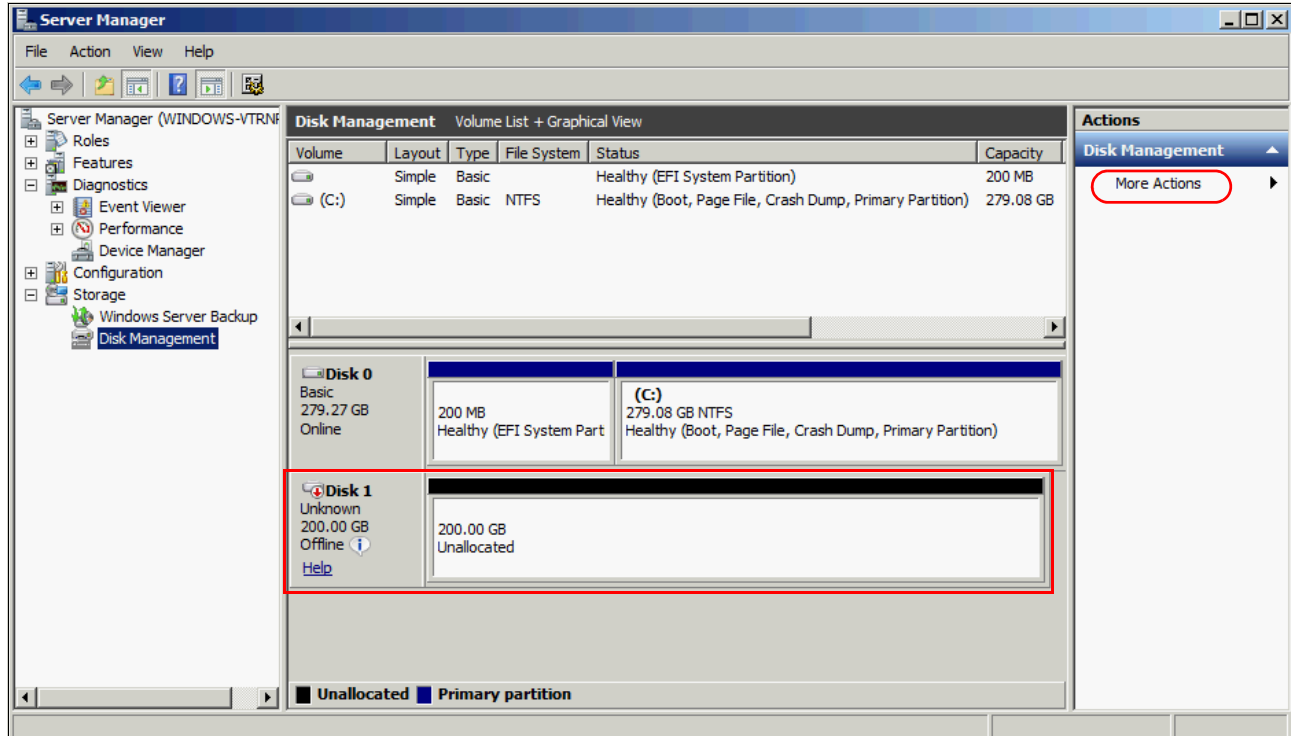 Server Manager
File Action View Help
Server Manager (WINDOWS-VTRNF
Roles
Features
Diagnostics
Event Viewer
Performance
Device Manager
Configuration
Storage
Windows Server Backup
Disk Management
Disk Management Volume List + Graphical View
Volume Layout Type File System Status Capacity
Simple Basic Healthy (EFI System Partition) 200 MB
(C:) Simple Basic NTFS Healthy (Boot, Page File, Crash Dump, Primary Partition) 279.08 GB
Disk 0
Basic
279.27 GB
Online
200 MB
Healthy (EFI System Part
(C:)
279.08 GB NTFS
Healthy (Boot, Page File, Crash Dump, Primary Partition)
Disk 1
Unknown
200.00 GB
Offline
Help
200.00 GB
Unallocated
Unallocated Primary partition
Actions
Disk Management
More Actions